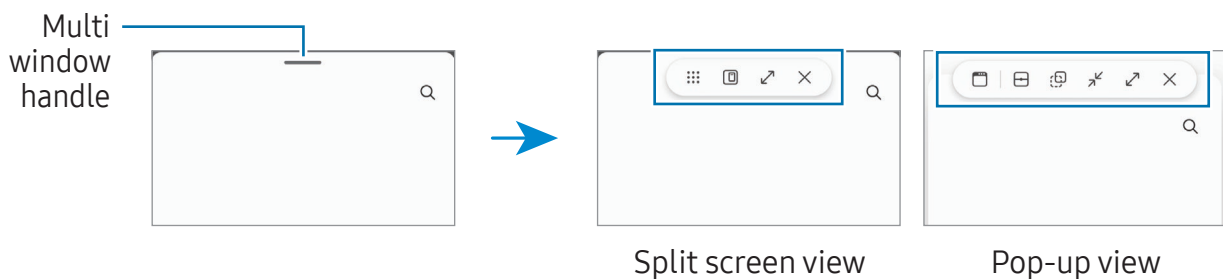 Multi
window
handle
Split screen view
Pop-up view